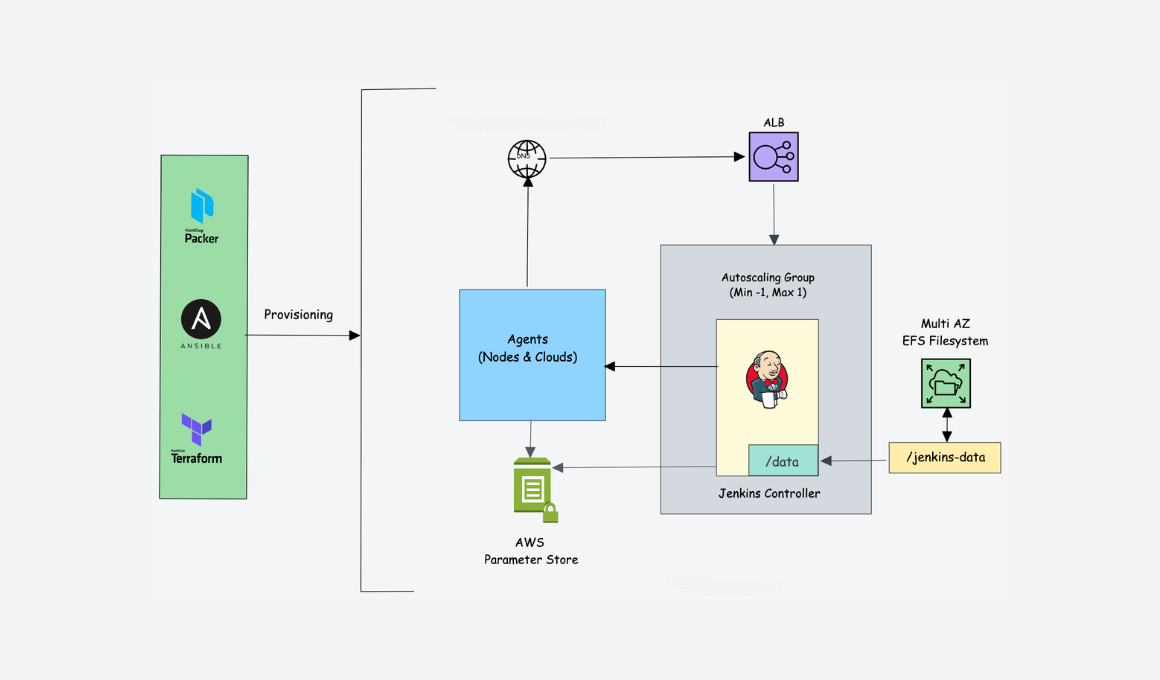 HashiCorp
Packer
ANSIBLE
HashiCorp
Terraform
Provisioning
DNS
ALB
Agents
(Nodes & Clouds)
AWS
Parameter Store
Autoscaling Group
(Min -1, Max 1)
/data
Jenkins Controller
Multi AZ
EFS Filesystem
/jenkins-data